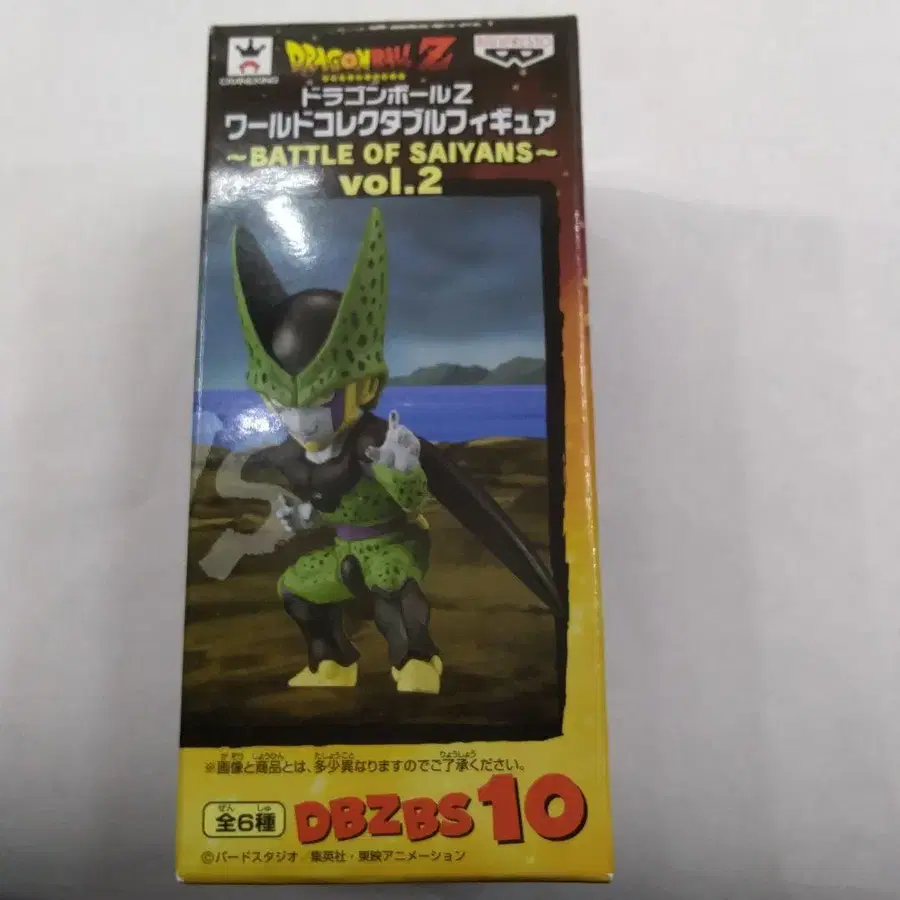 DRAGONBALL Z
BANPRESTO
ドラゴンボールZ
ワールドコレクタブルフィギュア
~BATTLE OF SAIYANS~
vol.2
VS
※画像と商品とは、多少異なりますのでご了承ください。
全6種
DBZBS 10
©バードスタジオ/集英社・東映アニメーション